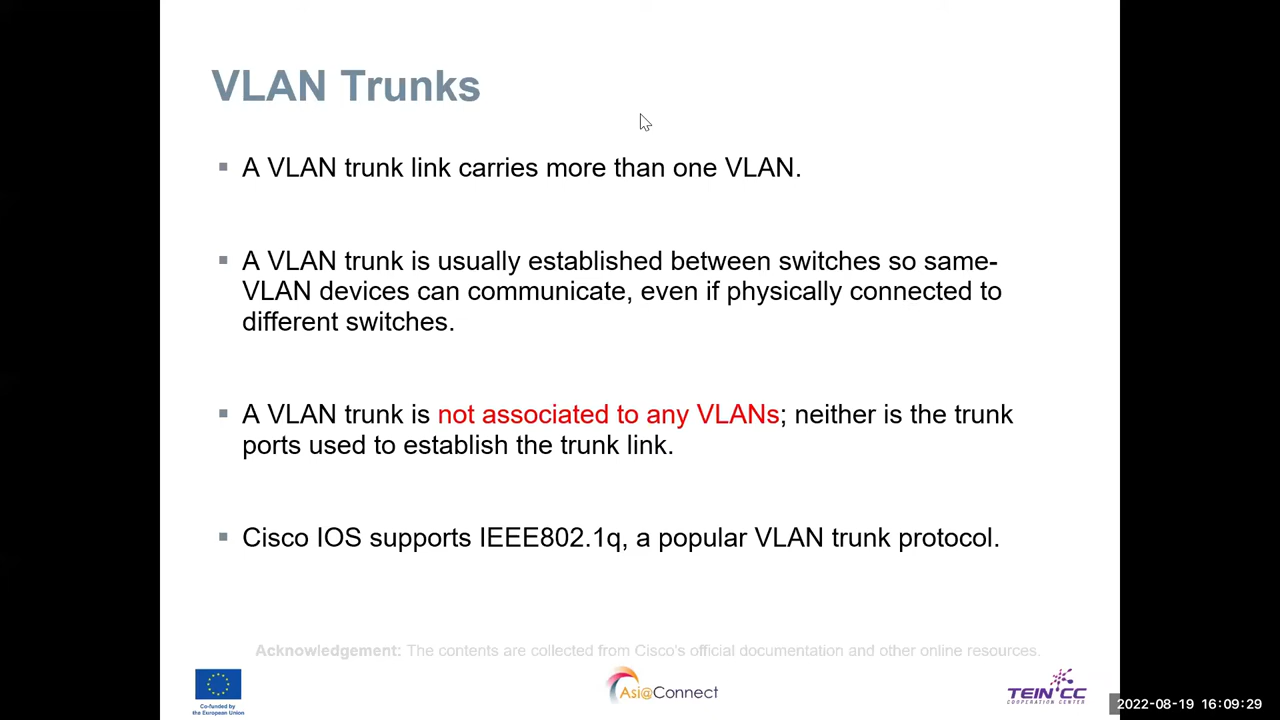 VLAN Trunks
▪ A VLAN trunk link carries more than one VLAN.
▪ A VLAN trunk is usually established between switches so same-
VLAN devices can communicate, even if physically connected to
different switches.
▪ A VLAN trunk is not associated to any VLANs; neither is the trunk
ports used to establish the trunk link.
▪ Cisco IOS supports IEEE802.1q, a popular VLAN trunk protocol.
Acknowledgement: The contents are collected from Cisco's official documentation and other online resources.
Co-funded by
the European Union
Asi@Connect
TEIN*CC
COOPERATION CENTER
2022-08-19 16:09:29